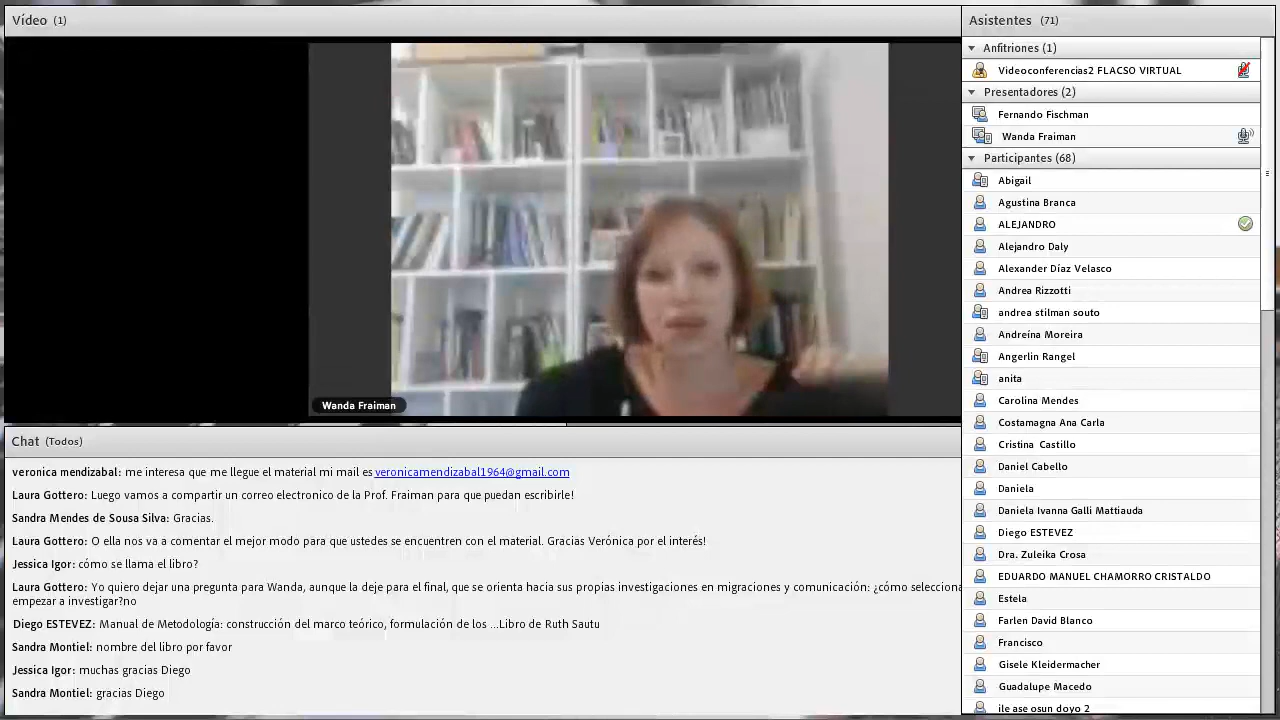 Vídeo (1)
Wanda Fraiman
Chat (Todos)
veronica mendizabal: me interesa que me llegue el material mi mail es veronicamendizabal1964@gmail.com
Laura Gottero: Luego vamos a compartir un correo electronico de la Prof. Fraiman para que puedan escribirle!
Sandra Mendes de Sousa Silva: Gracias.
Laura Gottero: O ella nos va a comentar el mejor modo para que ustedes se encuentren con el material. Gracias Verónica por el interés!
Jessica Igor: cómo se llama el libro?
Laura Gottero: Yo quiero dejar una pregunta para Wanda, aunque la deje para el final, que se orienta hacia sus propias investigaciones en migraciones y comunicación: ¿cómo selecciona
empezar a investigar?no
Diego ESTEVEZ: Manual de Metodología: construcción del marco teórico, formulación de los ...Libro de Ruth Sautu
Sandra Montiel: nombre del libro por favor
Jessica Igor: muchas gracias Diego
Sandra Montiel: gracias Diego
Asistentes (71)
Anfitriones (1)
Videoconferencias2 FLACSO VIRTUAL
Presentadores (2)
Fernando Fischman
Wanda Fraiman
Participantes (68)
Abigail
Agustina Branca
ALEJANDRO
Alejandro Daly
Alexander Díaz Velasco
Andrea Rizzotti
andrea stilman souto
Andreína Moreira
Angerlin Rangel
anita
Carolina Mendes
Costamagna Ana Carla
Cristina Castillo
Daniel Cabello
Daniela
Daniela Ivanna Galli Mattiauda
Diego ESTEVEZ
Dra. Zuleika Crosa
EDUARDO MANUEL CHAMORRO CRISTALDO
Estela
Farlen David Blanco
Francisco
Gisele Kleidermacher
Guadalupe Macedo
ile ase osun doyo 2